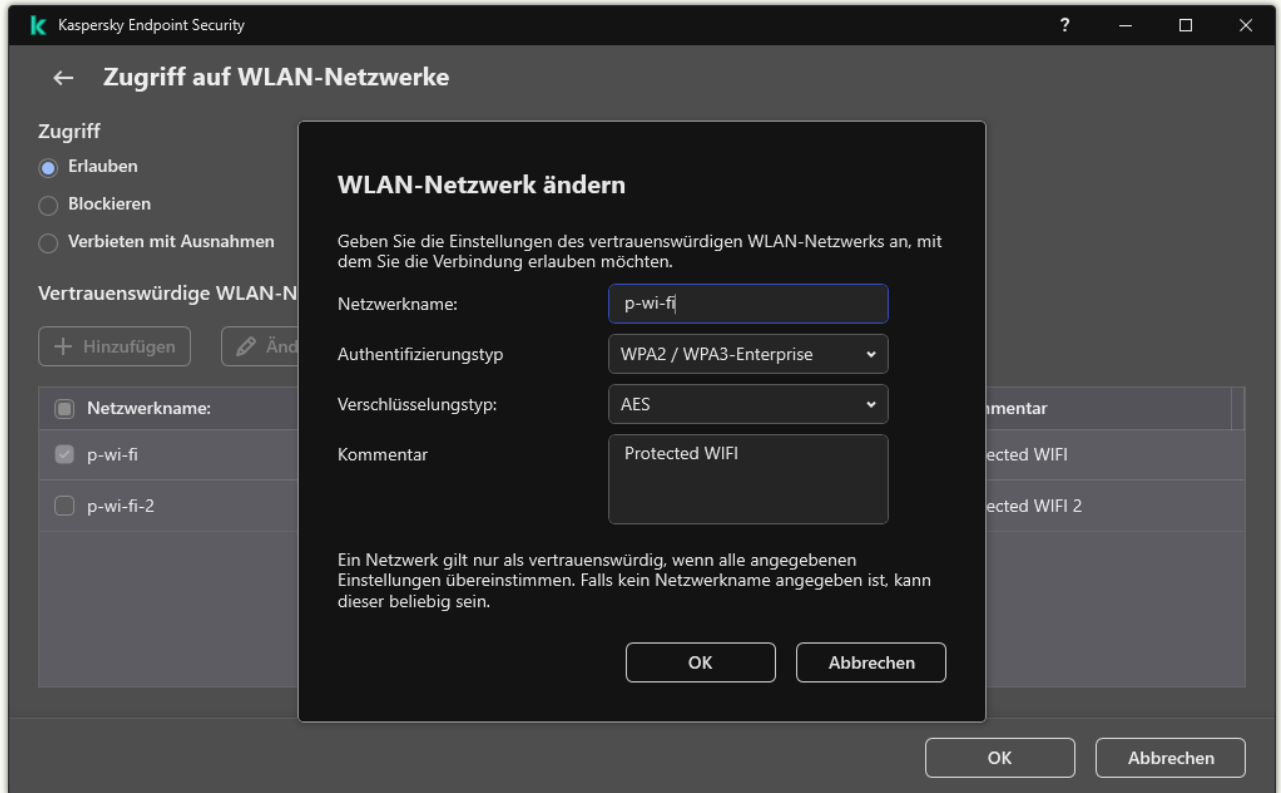 Kaspersky Endpoint Security
?
Zugriff auf WLAN-Netzwerke
Zugriff
Erlauben
Blockieren
Verbieten mit Ausnahmen
Vertrauenswürdige WLAN-N
Hinzufügen
Änd
Netzwerkname:
mmentar
p-wi-fi
ected WIFI
p-wi-fi-2
ected WIFI 2
WLAN-Netzwerk ändern
Geben Sie die Einstellungen des vertrauenswürdigen WLAN-Netzwerks an, mit
dem Sie die Verbindung erlauben möchten.
Netzwerkname:
p-wi-fi
Authentifizierungstyp
WPA2 / WPA3-Enterprise
Verschlüsselungstyp:
AES
Kommentar
Protected WIFI
Ein Netzwerk gilt nur als vertrauenswürdig, wenn alle angegebenen
Einstellungen übereinstimmen. Falls kein Netzwerkname angegeben ist, kann
dieser beliebig sein.
OK
Abbrechen
OK
Abbrechen